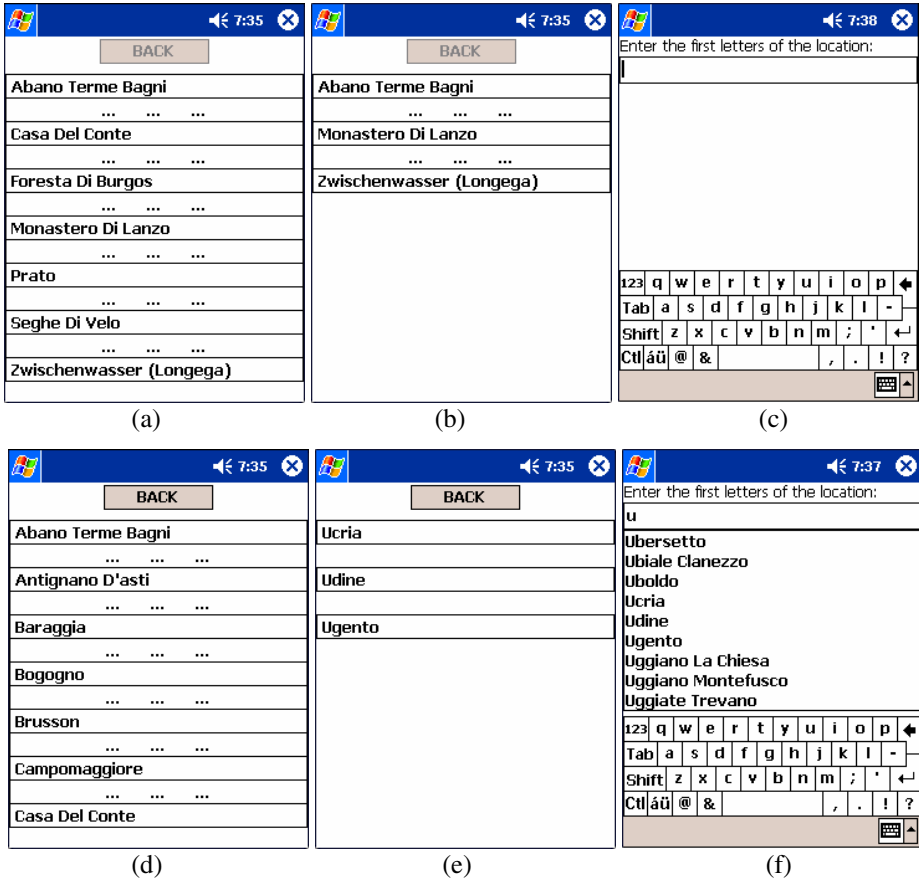 7:35
BACK
Abano Terme Bagni
... ... ...
Casa Del Conte
... ... ...
Foresta Di Burgos
... ... ...
Monastero Di Lanzo
... ... ...
Prato
... ... ...
Seghe Di Velo
... ... ...
Zwischenwasser (Longega)
(a)
7:35
BACK
Abano Terme Bagni
... ... ...
Monastero Di Lanzo
... ... ...
Zwischenwasser (Longega)
(b)
7:38
Enter the first letters of the location:
123 q w e r t y u i o p
Tab a s d f g h j k l -
Shift z x c v b n m ; '
Ctl áü @ & , . ! ?
(c)
7:35
BACK
Abano Terme Bagni
... ... ...
Antignano D'asti
... ... ...
Baraggia
... ... ...
Bogogno
... ... ...
Brusson
... ... ...
Campomaggiore
... ... ...
Casa Del Conte
(d)
7:35
BACK
Ucria
Udine
Ugento
(e)
7:37
Enter the first letters of the location:
u
Ubersetto
Ubiale Clanezzo
Uboldo
Ucria
Udine
Ugento
Uggiano La Chiesa
Uggiano Montefusco
Uggiate Trevano
123 q w e r t y u i o p
Tab a s d f g h j k l -
Shift z x c v b n m ; '
Ctl áü @ & , . ! ?
(f)